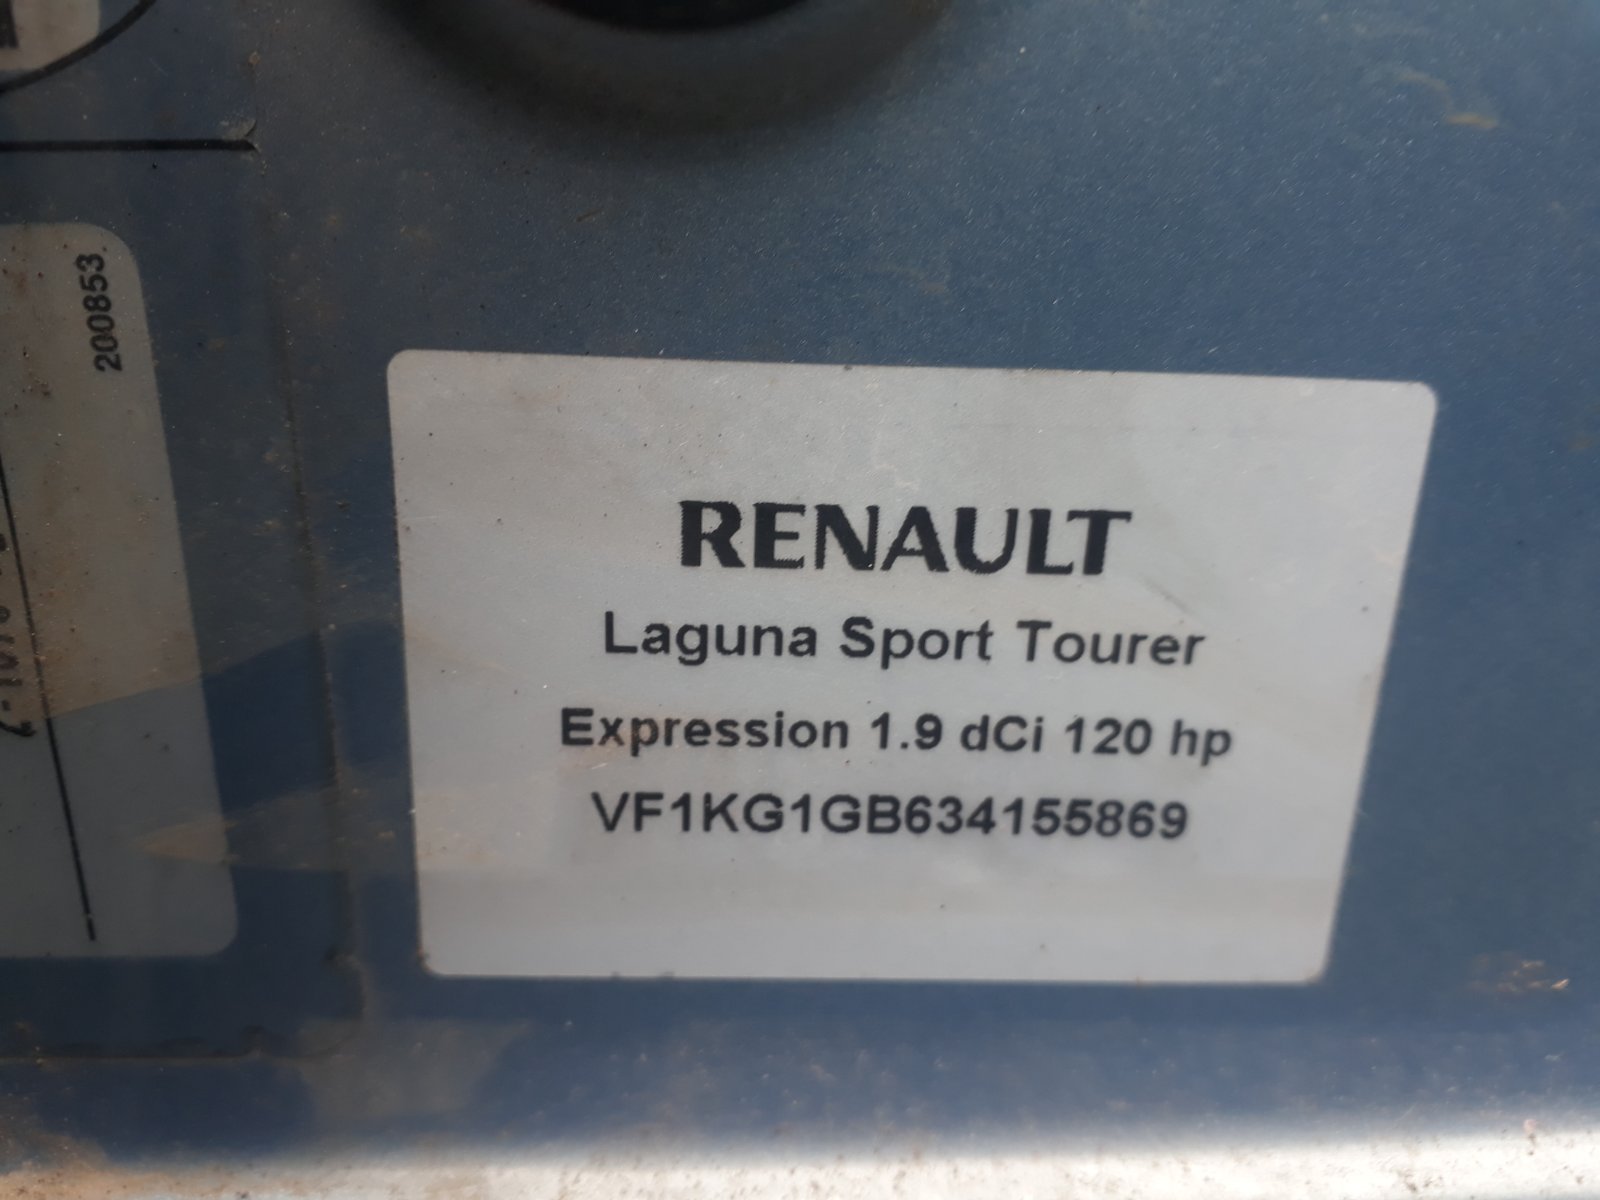 200853
RENAULT
Laguna Sport Tourer
Expression 1.9 dCi 120 hp
VF1KG1GB634155869